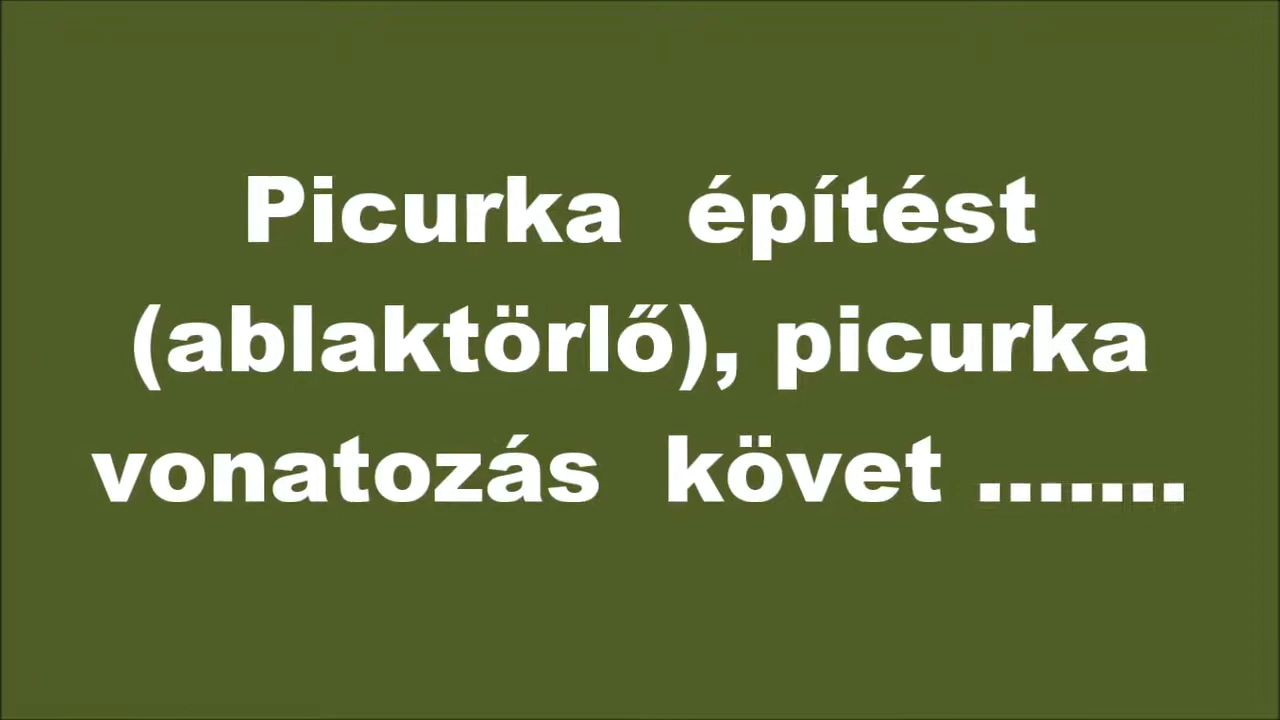 Picurka építést
(ablaktörlő), picurka
vonatozás követ .......